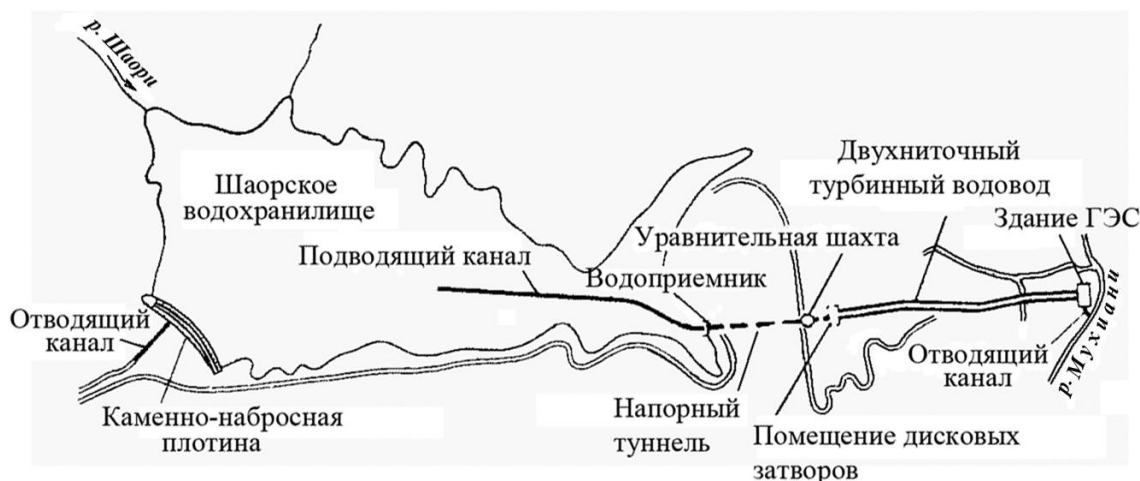 р. Шаори
Шаорское
водохранилище
Подводящий канал
Водоприемник
Уравнительная шахта
Двухниточный
турбинный водовод
Здание ГЭС
Отводящий
канал
Каменно-набросная
плотина
Напорный
туннель
Помещение дисковых
затворов
Отводящий
канал
р. Мухиани